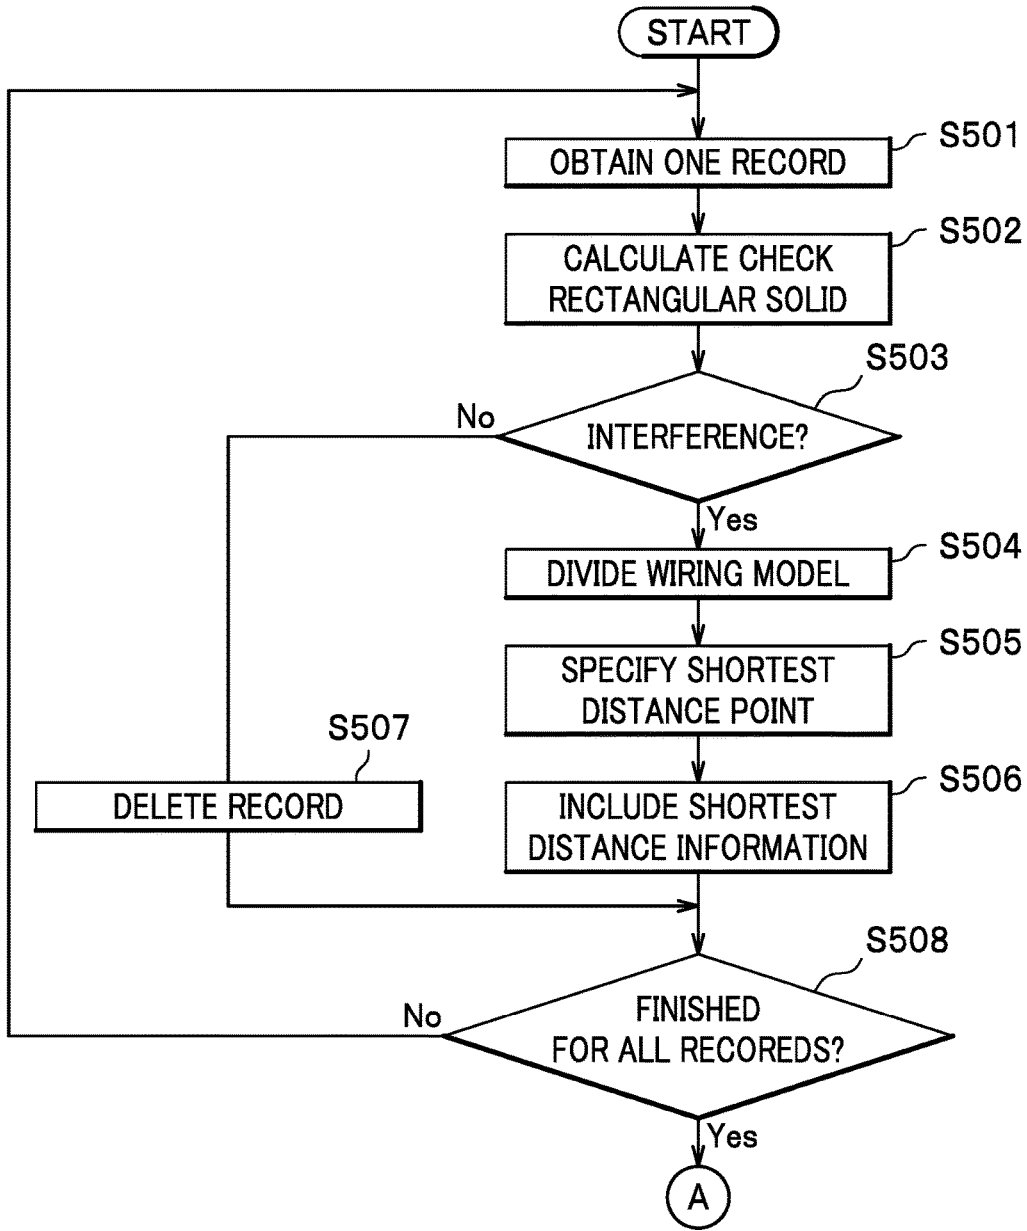 START
S501
OBTAIN ONE RECORD
S502
CALCULATE CHECK
RECTANGULAR SOLID
S503
No
INTERFERENCE?
Yes
S504
DIVIDE WIRING MODEL
S505
SPECIFY SHORTEST
DISTANCE POINT
S507
DELETE RECORD
S506
INCLUDE SHORTEST
DISTANCE INFORMATION
S508
No
FINISHED
FOR ALL RECOREDS?
Yes
A